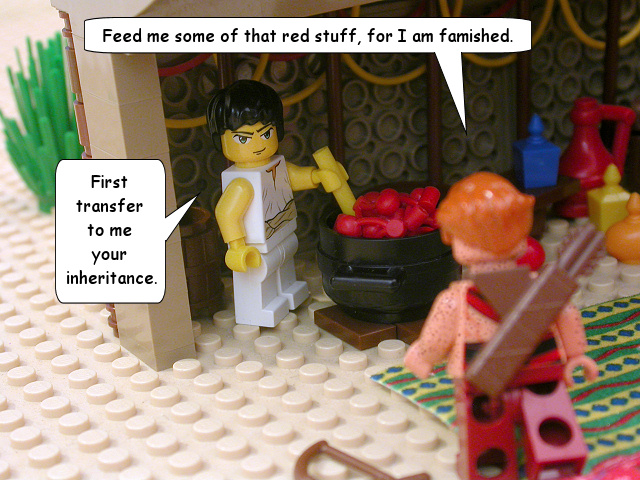 Feed me some of that red stuff, for I am famished.
First
transfer
to me
your
inheritance.